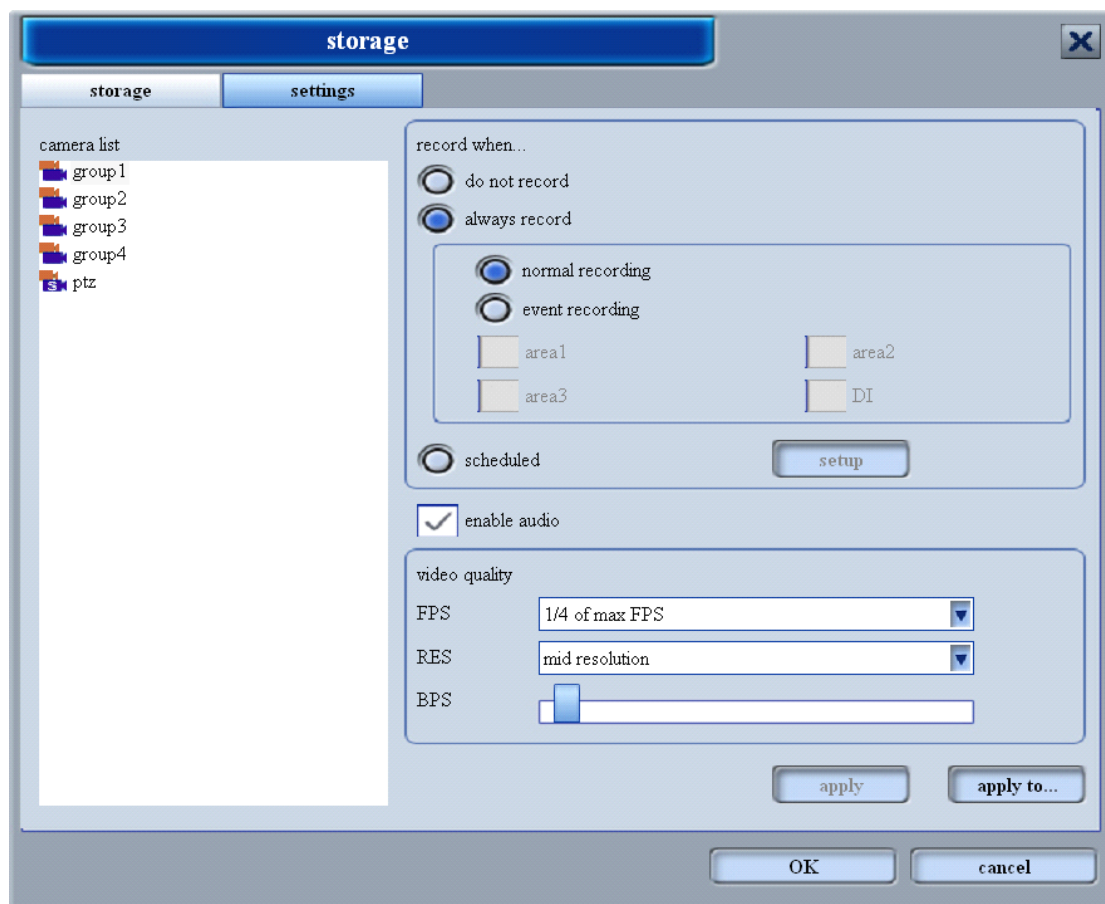 storage
storage
settings
camera list
group1
group2
group3
group4
S ptz
record when...
do not record
always record
normal recording
event recording
area1 area2
area3 DI
scheduled setup
enable audio
video quality
FPS 1/4 of max FPS
RES mid resolution
BPS
apply apply to...
OK cancel